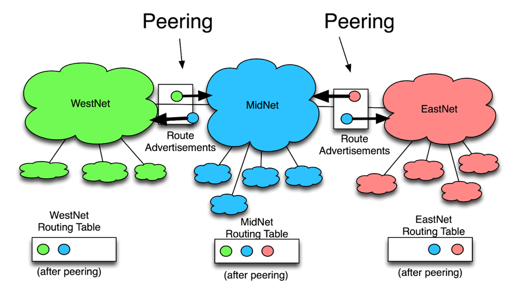 Peering
Peering
WestNet
MidNet
EastNet
Route
Advertisements
Route
Advertisements
WestNet
Routing Table
(after peering)
MidNet
Routing Table
(after peering)
EastNet
Routing Table
(after peering)